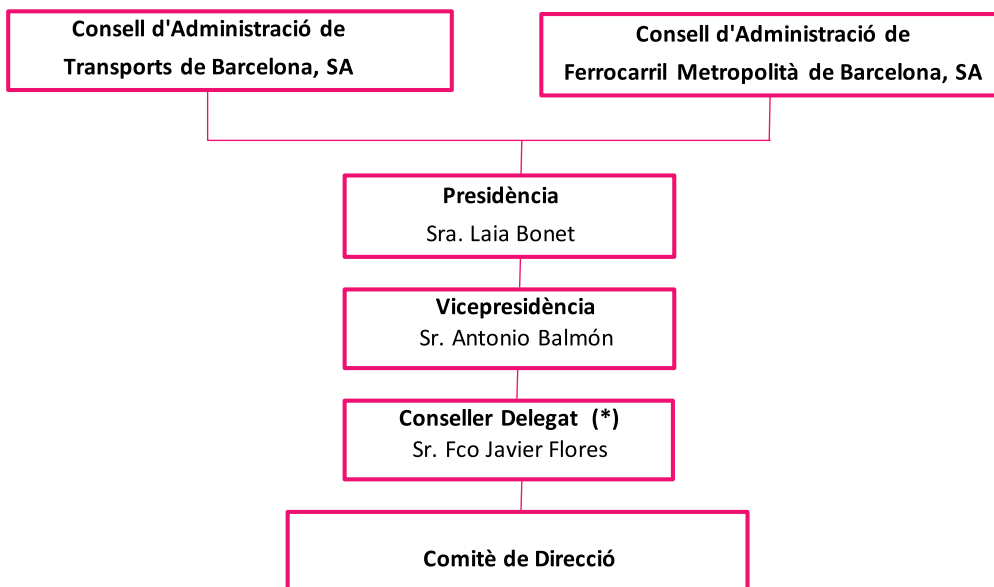 Consell d'Administració de
Transports de Barcelona, SA
Consell d'Administració de
Ferrocarril Metropolità de Barcelona, SA
Presidència
Sra. Laia Bonet
Vicepresidència
Sr. Antonio Balmón
Conseller Delegat (*)
Sr. Fco Javier Flores
Comitè de Direcció